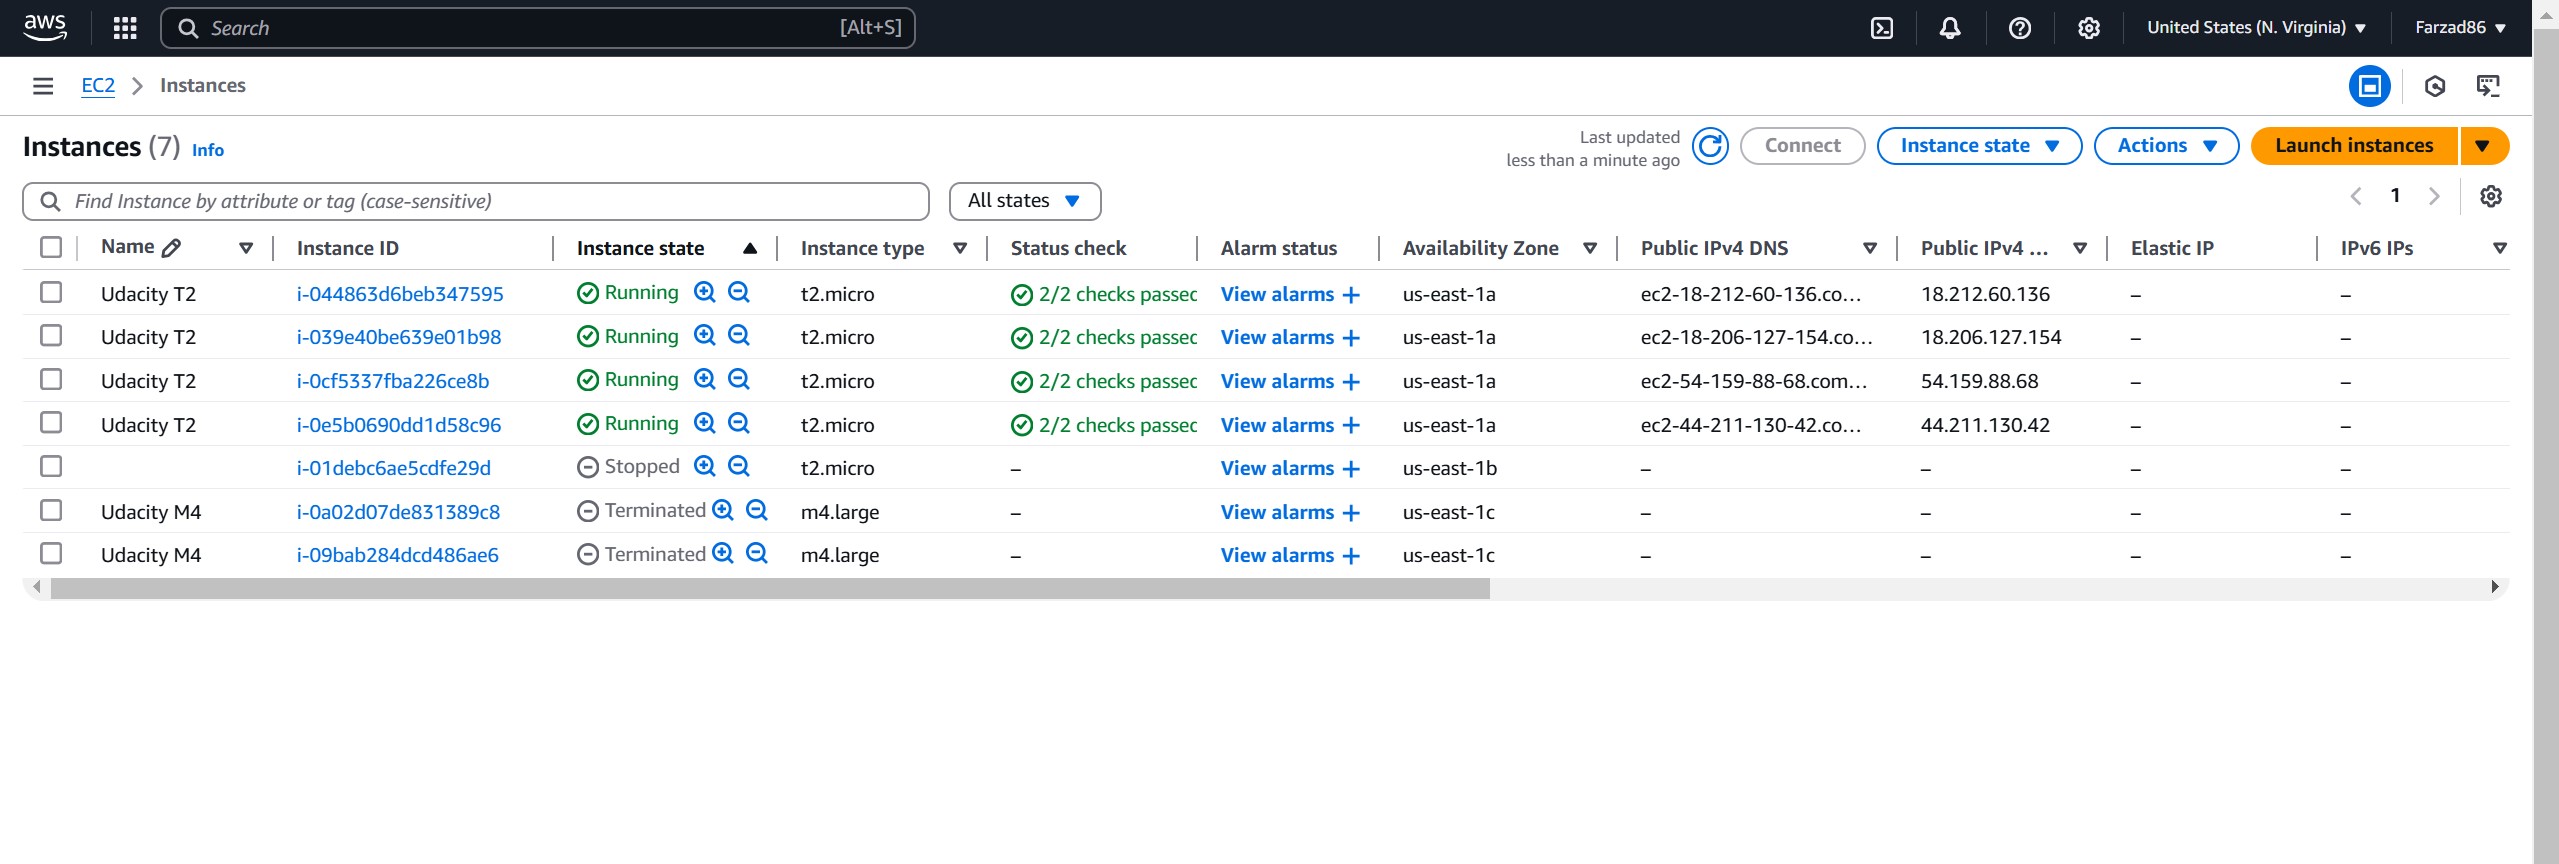 aws Search [Alt+S] United States (N. Virginia) Farzad86
EC2 Instances
Instances (7) Info Last updated less than a minute ago Connect Instance state Actions Launch instances
Find Instance by attribute or tag (case-sensitive) All states 1
Name Instance ID Instance state Instance type Status check Alarm status Availability Zone Public IPv4 DNS Public IPv4 ... Elastic IP IPv6 IPs
Udacity T2 i-044863d6beb347595 Running t2.micro 2/2 checks passec View alarms + us-east-1a ec2-18-212-60-136.co... 18.212.60.136 – –
Udacity T2 i-039e40be639e01b98 Running t2.micro 2/2 checks passec View alarms + us-east-1a ec2-18-206-127-154.co... 18.206.127.154 – –
Udacity T2 i-0cf5337fba226ce8b Running t2.micro 2/2 checks passec View alarms + us-east-1a ec2-54-159-88-68.com... 54.159.88.68 – –
Udacity T2 i-0e5b0690dd1d58c96 Running t2.micro 2/2 checks passec View alarms + us-east-1a ec2-44-211-130-42.co... 44.211.130.42 – –
i-01debc6ae5cdfe29d Stopped t2.micro – View alarms + us-east-1b – – – –
Udacity M4 i-0a02d07de831389c8 Terminated m4.large – View alarms + us-east-1c – – – –
Udacity M4 i-09bab284dcd486ae6 Terminated m4.large – View alarms + us-east-1c – – – –